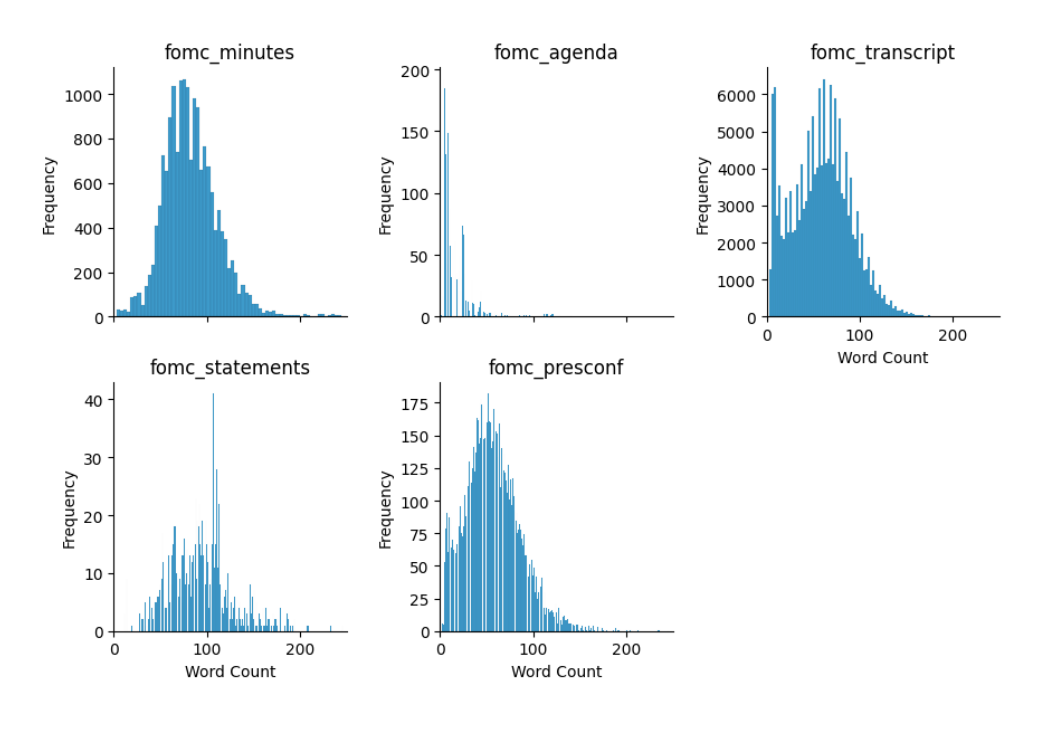 fomc_minutes
1000
800
600
400
200
0
Frequency
fomc_agenda
200
150
100
50
0
Frequency
fomc_transcript
6000
5000
4000
3000
2000
1000
0
Frequency
0 100 200
Word Count
fomc_statements
40
30
20
10
0
Frequency
0 100 200
Word Count
fomc_presconf
175
150
125
100
75
50
25
0
Frequency
0 100 200
Word Count